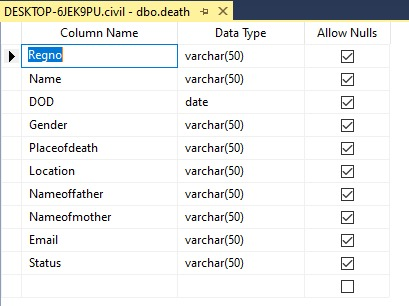 DESKTOP-6JEK9PU.civil - dbo.death
Column Name Data Type Allow Nulls
Regno varchar(50)
Name varchar(50)
DOD date
Gender varchar(50)
Placeofdeath varchar(50)
Location varchar(50)
Nameoffather varchar(50)
Nameofmother varchar(50)
Email varchar(50)
Status varchar(50)